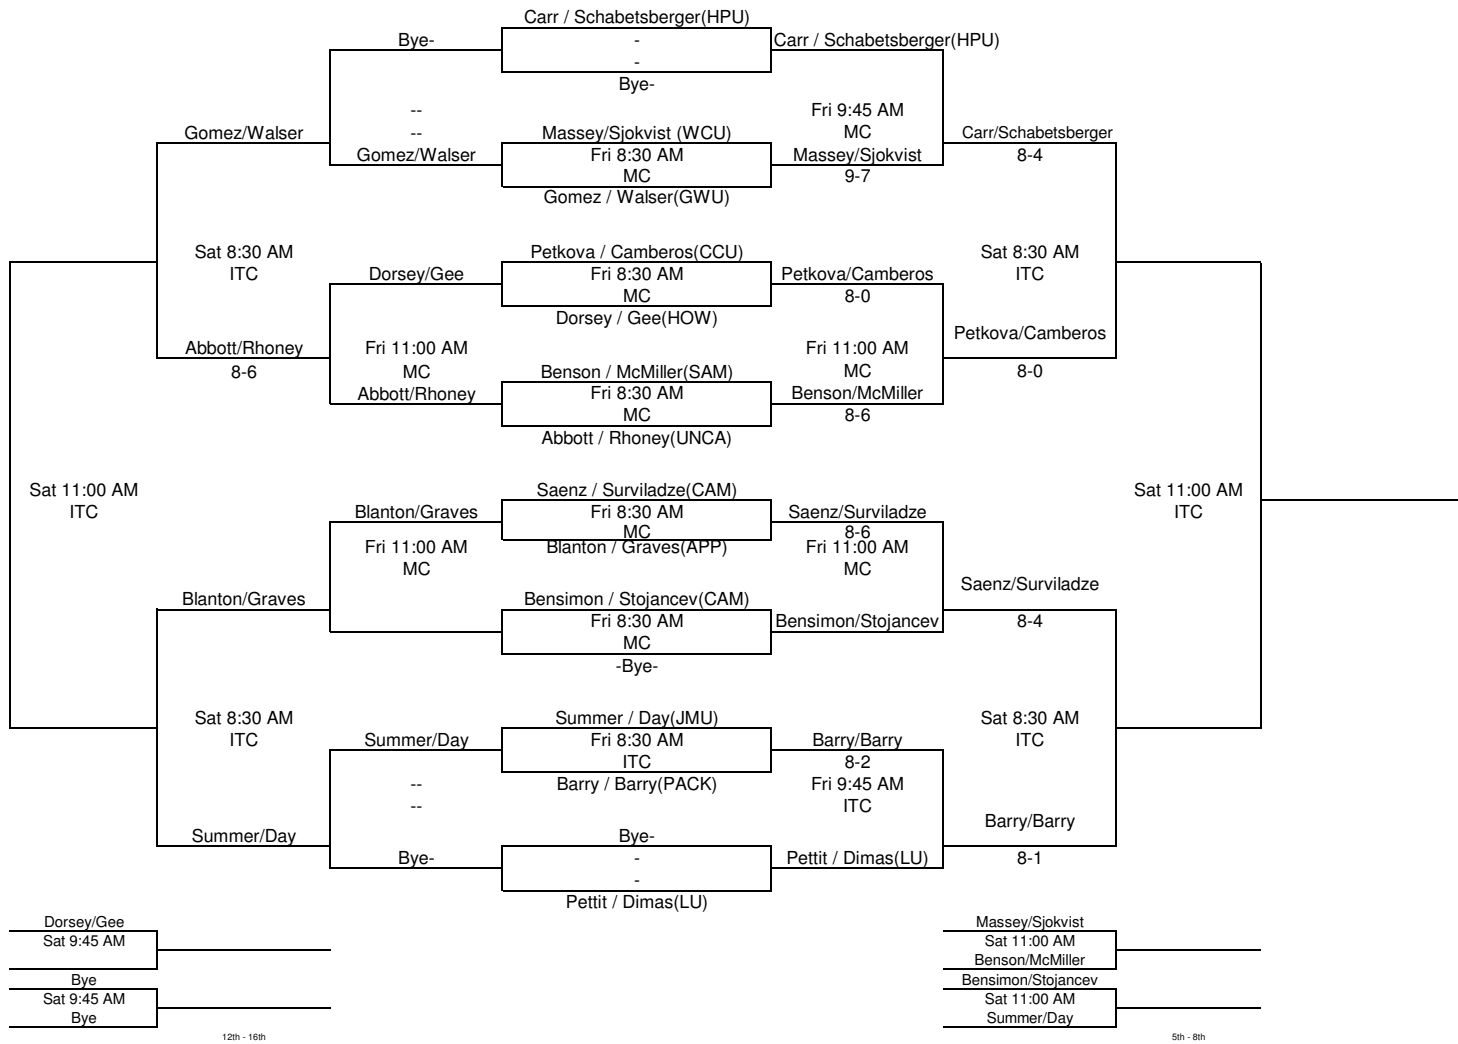 Carr / Schabetsberger(HPU)
Bye-
-
Carr / Schabetsberger(HPU)
-
Bye-
--
Fri 9:45 AM
Gomez/Walser
--
Massey/Sjokvist (WCU)
MC
Carr/Schabetsberger
Gomez/Walser
Fri 8:30 AM
Massey/Sjokvist
8-4
MC
9-7
Gomez / Walser(GWU)
Sat 8:30 AM
Petkova / Camberos(CCU)
Sat 8:30 AM
ITC
Dorsey/Gee
Fri 8:30 AM
Petkova/Camberos
ITC
MC
8-0
Dorsey / Gee(HOW)
Petkova/Camberos
Abbott/Rhoney
Fri 11:00 AM
Fri 11:00 AM
8-6
MC
Benson / McMiller(SAM)
MC
8-0
Abbott/Rhoney
Fri 8:30 AM
Benson/McMiller
MC
8-6
Abbott / Rhoney(UNCA)
Sat 11:00 AM
Saenz / Surviladze(CAM)
Sat 11:00 AM
ITC
Blanton/Graves
Fri 8:30 AM
Saenz/Surviladze
ITC
MC
8-6
Fri 11:00 AM
Blanton / Graves(APP)
Fri 11:00 AM
MC
MC
Saenz/Surviladze
Blanton/Graves
Bensimon / Stojancev(CAM)
Fri 8:30 AM
Bensimon/Stojancev
8-4
MC
-Bye-
Sat 8:30 AM
Summer / Day(JMU)
Sat 8:30 AM
ITC
Summer/Day
Fri 8:30 AM
Barry/Barry
ITC
ITC
8-2
--
Barry / Barry(PACK)
Fri 9:45 AM
--
ITC
Summer/Day
Bye-
Barry/Barry
Bye-
-
Pettit / Dimas(LU)
8-1
-
Pettit / Dimas(LU)
Dorsey/Gee
Massey/Sjokvist
Sat 9:45 AM
Sat 11:00 AM
Benson/McMiller
Bye
Bensimon/Stojancev
Sat 9:45 AM
Sat 11:00 AM
Bye
Summer/Day
12th - 16th
5th - 8th